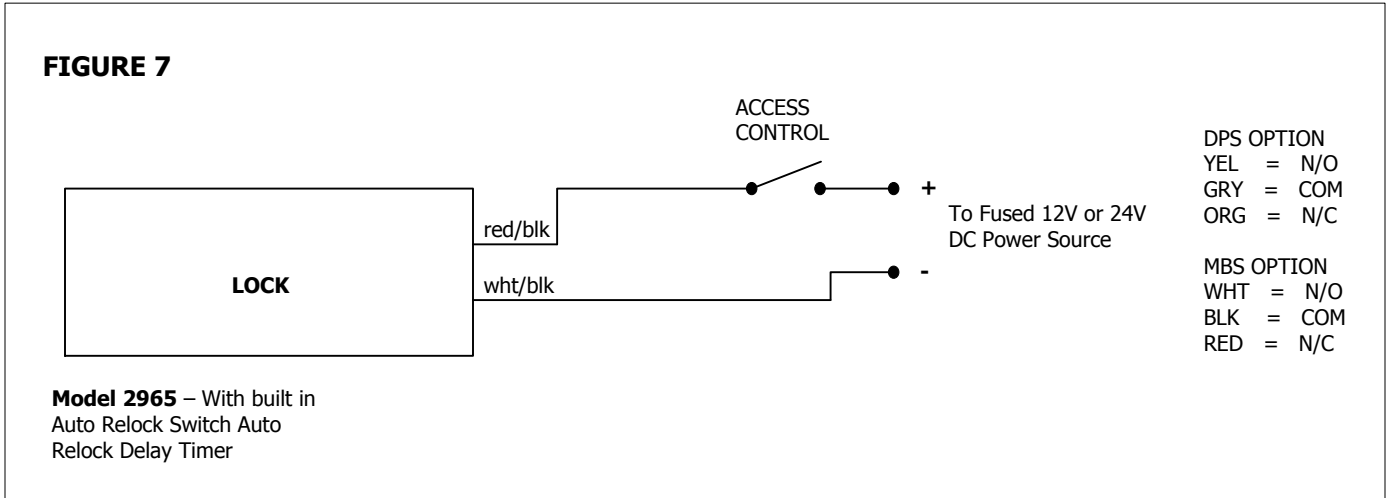 FIGURE 7
ACCESS
CONTROL
red/blk
wht/blk
LOCK
+
-
To Fused 12V or 24V
DC Power Source
DPS OPTION
YEL = N/O
GRY = COM
ORG = N/C
MBS OPTION
WHT = N/O
BLK = COM
RED = N/C
Model 2965 – With built in
Auto Relock Switch Auto
Relock Delay Timer